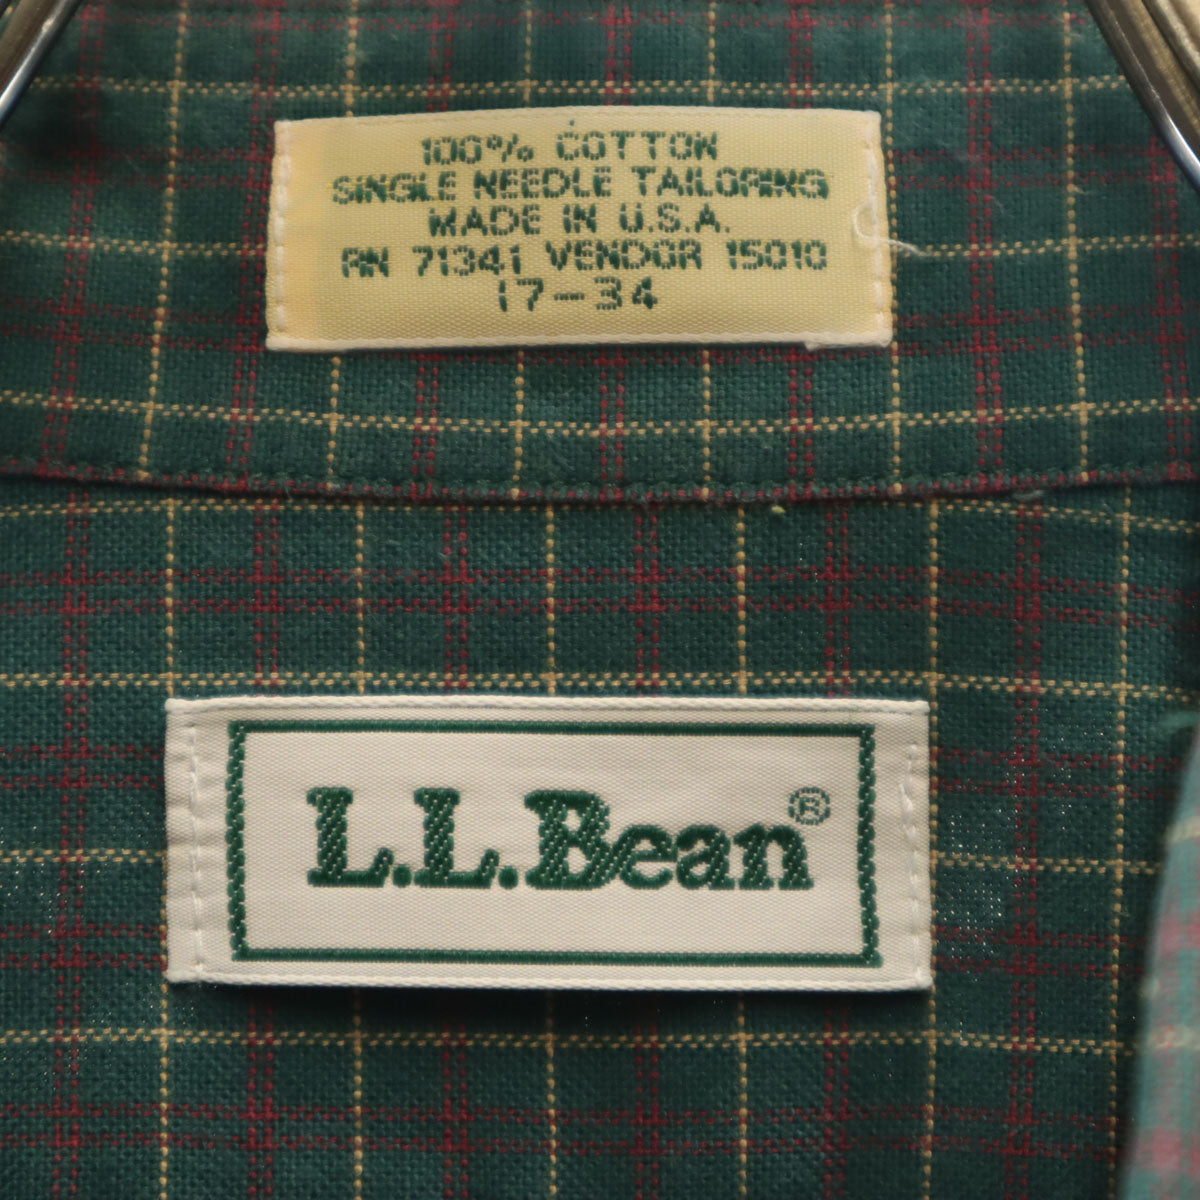 100% COTTON
SINGLE NEEDLE TAILORING
MADE IN U.S.A.
RN 71341 VENDOR 15010
17-34
L.L.Bean®